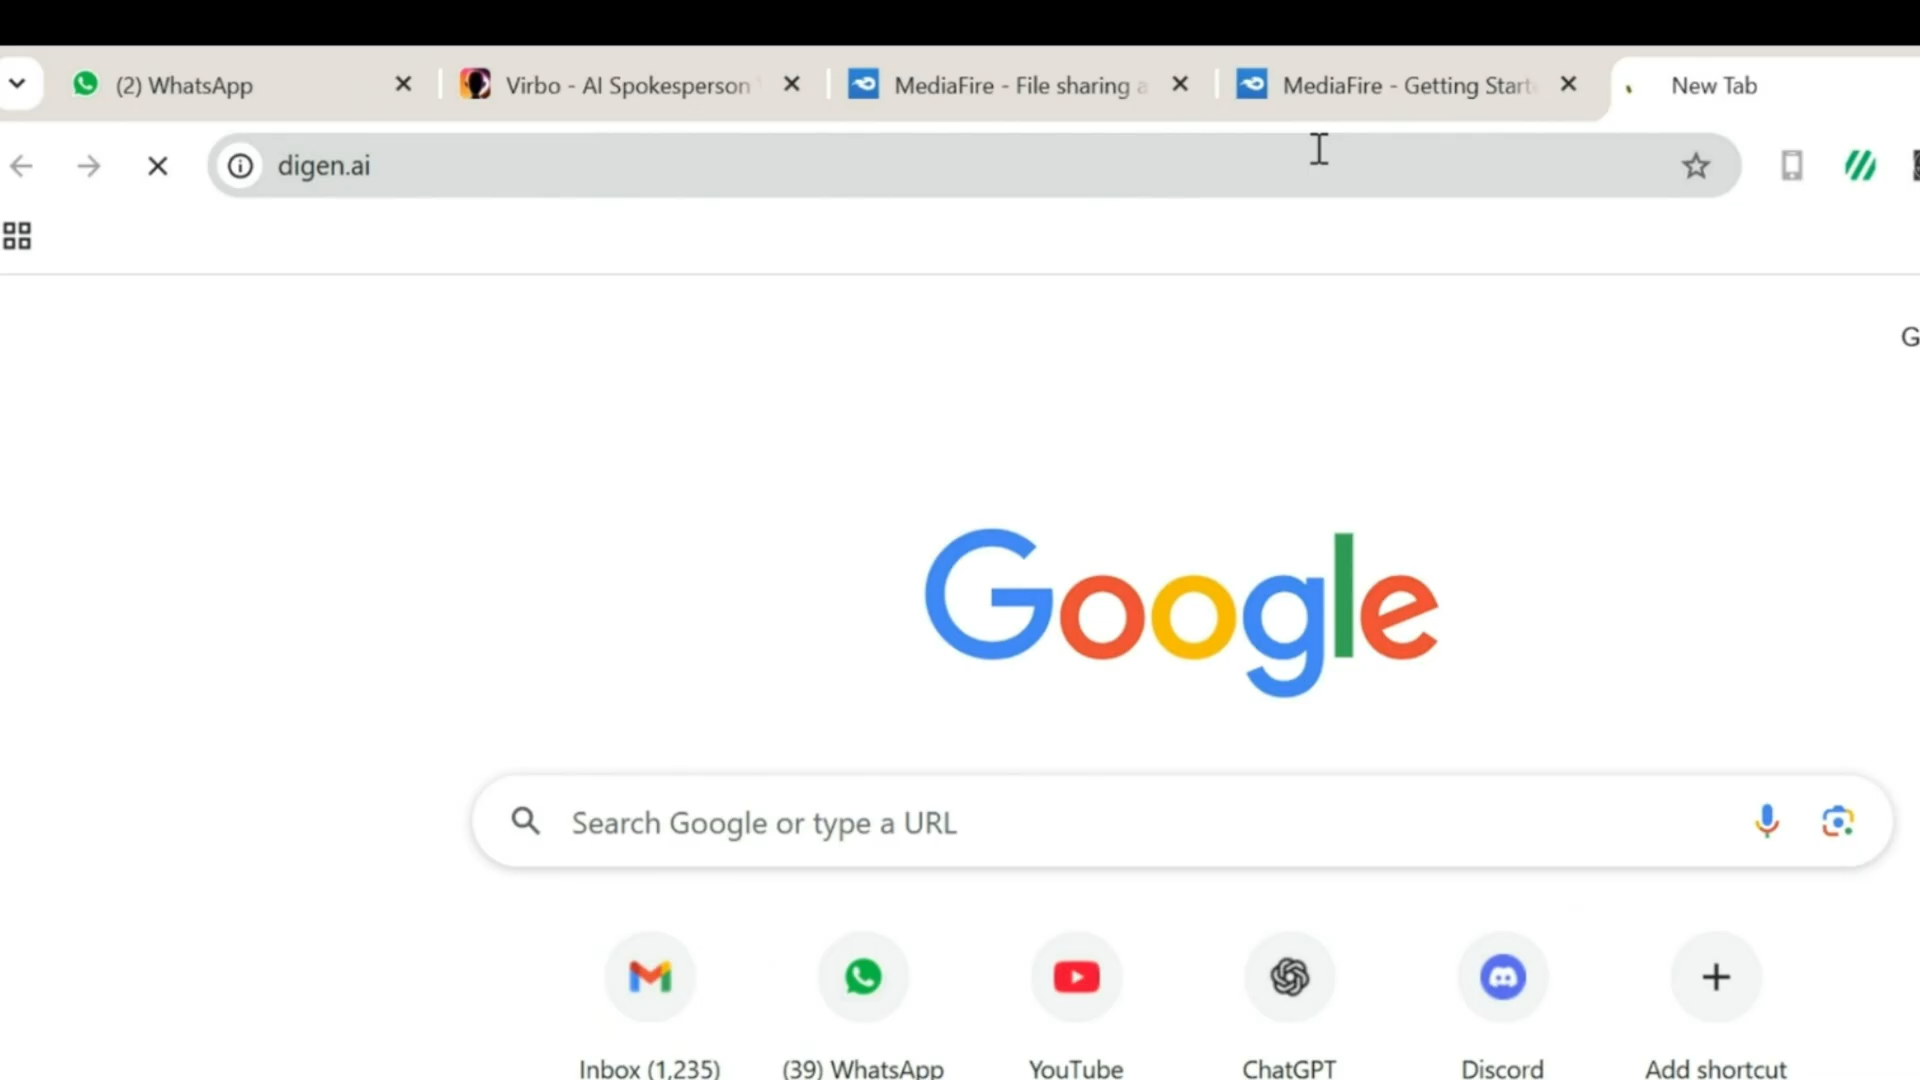 (2) WhatsApp
Virbo - AI Spokesperson
MediaFire - File sharing a
MediaFire - Getting Start
New Tab
digen.ai
G
Google
Search Google or type a URL
Inbox (1,235)
(39) WhatsApp
YouTube
ChatGPT
Discord
Add shortcut